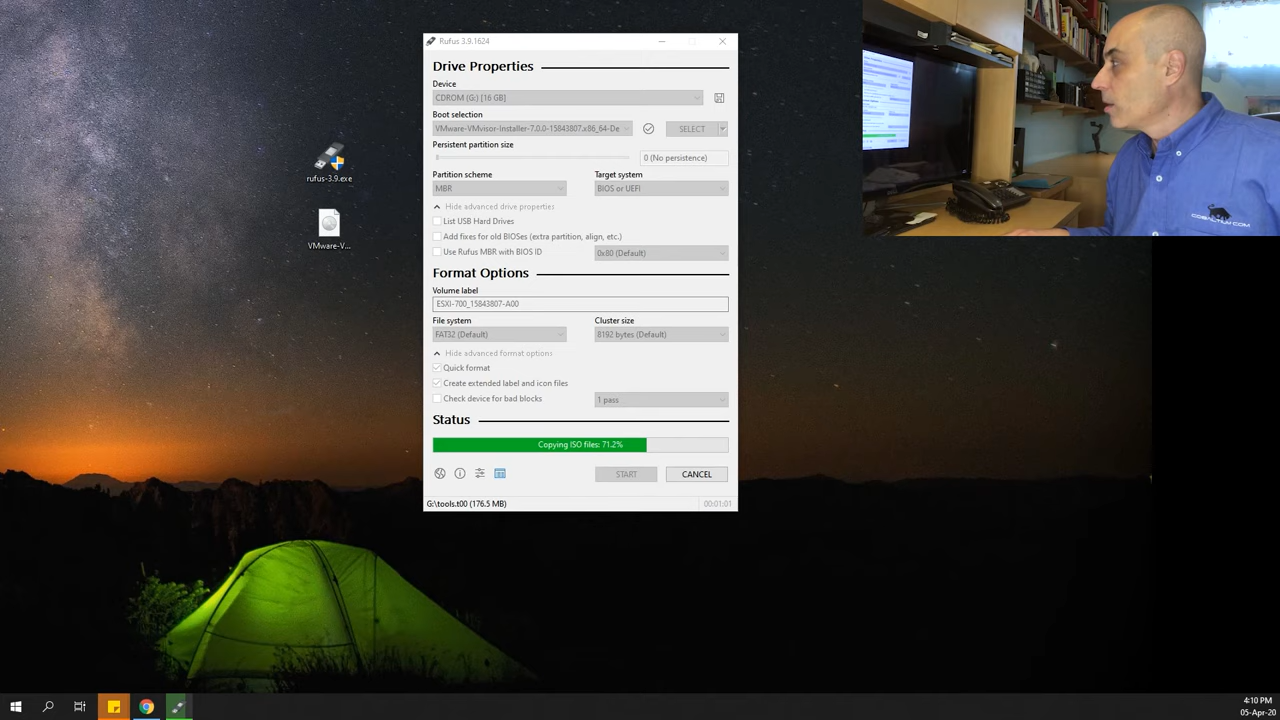 Rufus 3.9.1624
Drive Properties
Device
CDROM (G:) [16 GB]
Boot selection
VMware-VMvisor-Installer-7.0.0-15843807.x86_64-De
SELECT
Persistent partition size
0 (No persistence)
Partition scheme
Target system
MBR
BIOS or UEFI
Hide advanced drive properties
List USB Hard Drives
Add fixes for old BIOSes (extra partition, align, etc.)
Use Rufus MBR with BIOS ID
0x80 (Default)
Format Options
Volume label
ESXI-700_15843807-A00
File system
Cluster size
FAT32 (Default)
8192 bytes (Default)
Hide advanced format options
Quick format
Create extended label and icon files
Check device for bad blocks
1 pass
Status
Copying ISO files: 71.2%
START
CANCEL
G:\tools.t00 (176.5 MB)
00:01:01
rufus-3.9.exe
VMware-V...
4:10 PM
05-Apr-20